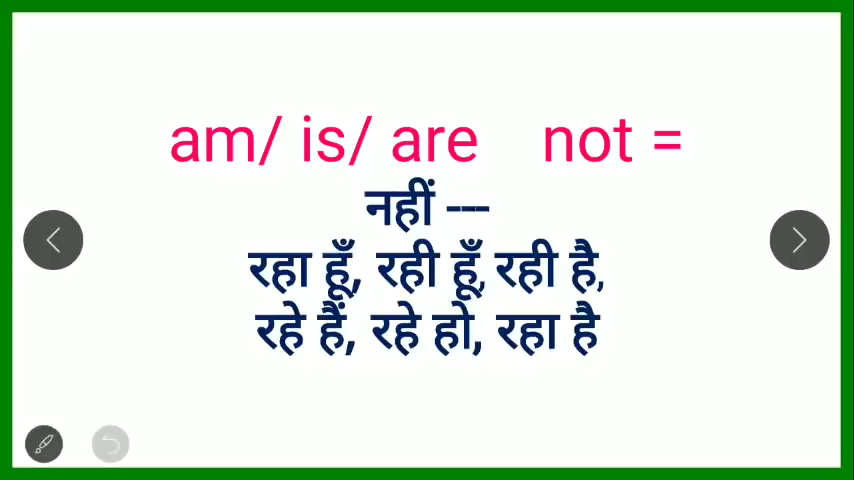 am/ is/ are not =
नहीं ---
रहा हूँ, रही हूँ, रही है,
रहे हैं, रहे हो, रहा है